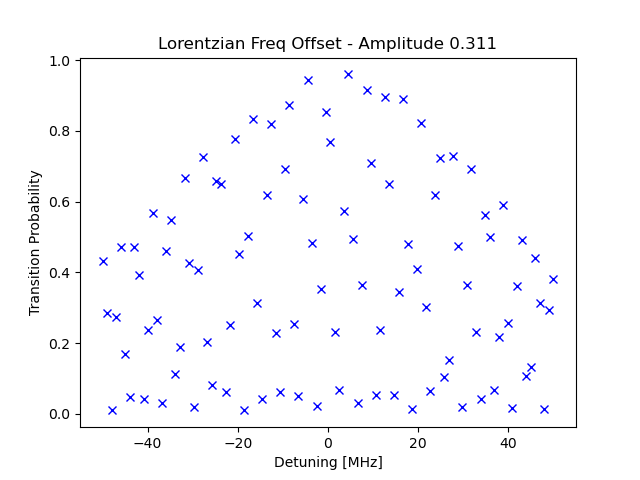 Lorentzian Freq Offset - Amplitude 0.311
1.0
0.8
0.6
0.4
0.2
0.0
Transition Probability
−40 −20 0 20 40
Detuning [MHz]